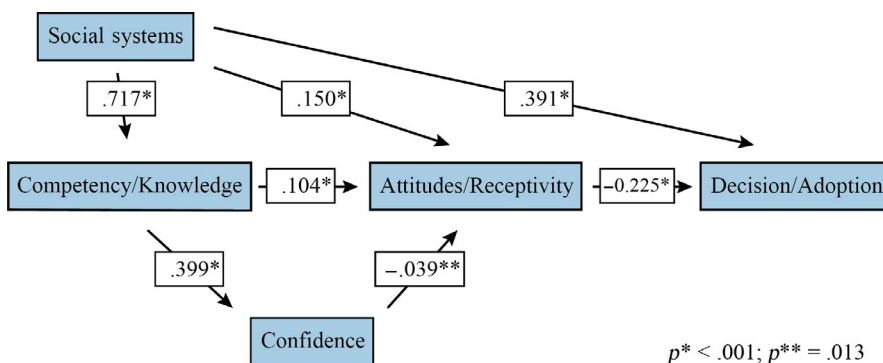 Social systems
.717*
.150*
.391*
Competency/Knowledge
.104*
Attitudes/Receptivity
−0.225*
Decision/Adoption
.399*
−.039**
Confidence
p* < .001; p** = .013